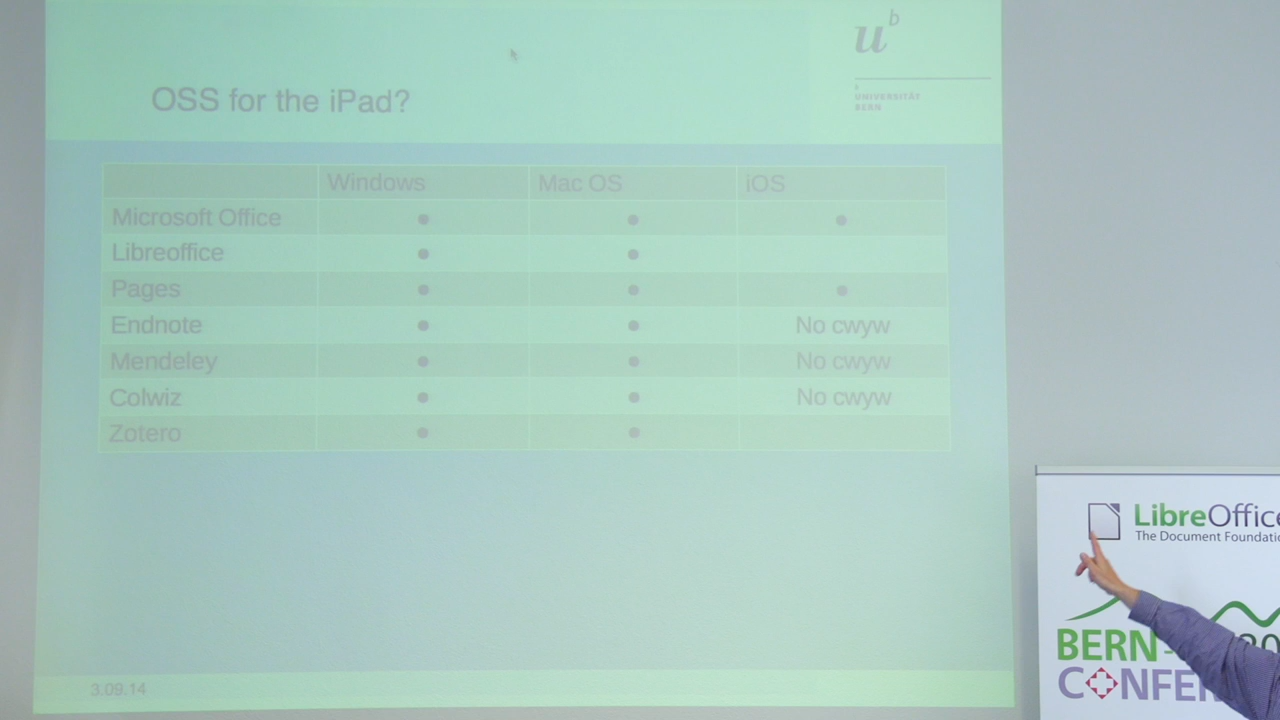 u b
UNIVERSITÄT
BERN
OSS for the iPad?
Windows Mac OS iOS
Microsoft Office ● ● ●
Libreoffice ● ●
Pages ● ● ●
Endnote ● ● No cwyw
Mendeley ● ● No cwyw
Colwiz ● ● No cwyw
Zotero ● ●
3.09.14
LibreOffice
The Document Foundatio
BERN-
CONFER